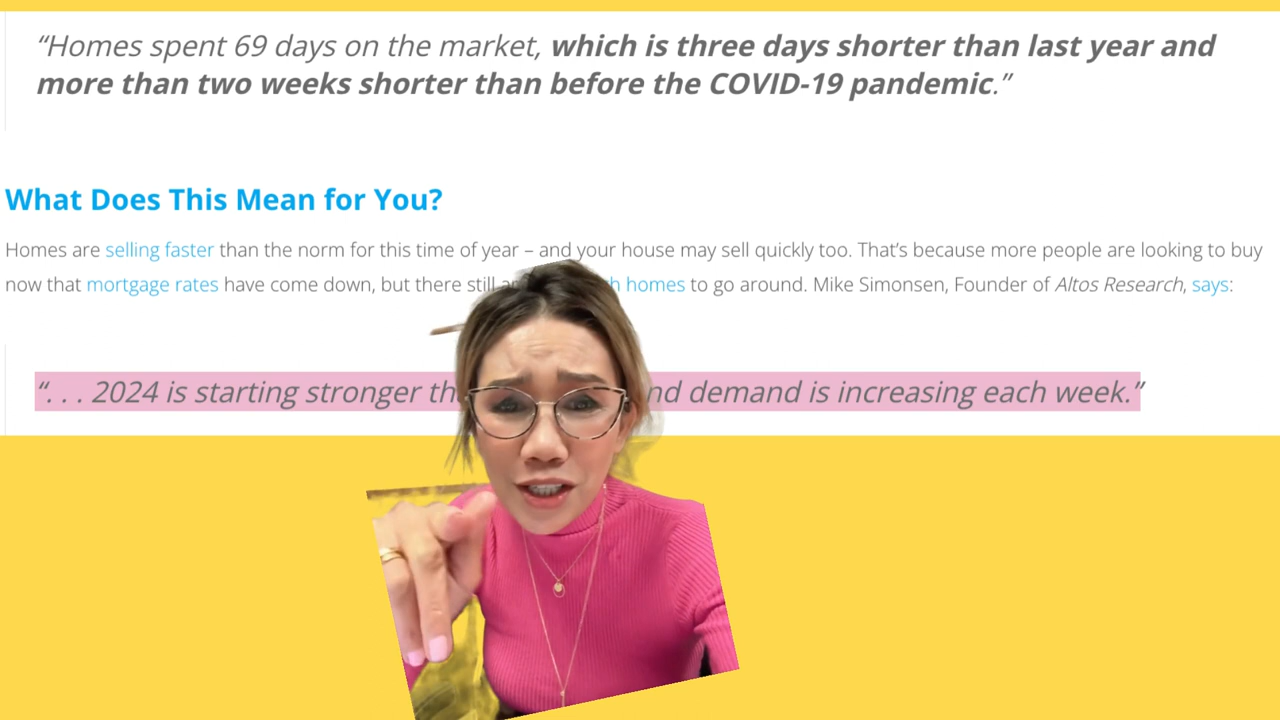 “Homes spent 69 days on the market, which is three days shorter than last year and
more than two weeks shorter than before the COVID-19 pandemic.”
What Does This Mean for You?
Homes are selling faster than the norm for this time of year – and your house may sell quickly too. That’s because more people are looking to buy
now that mortgage rates have come down, but there still homes to go around. Mike Simonsen, Founder of Altos Research, says:
“. . . 2024 is starting stronger demand is increasing each week.”